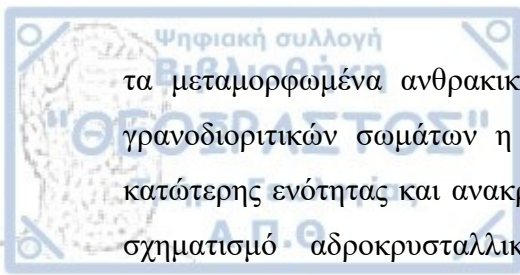 Ψηφιακή συλλογή
Βιβλιοθήκη
"ΘΕΟΦΡΑΣΤΟΣ"
Α.Π.Θ
τα μεταμορφωμένα ανθρακικ
γρανοδιοριτικών σωμάτων η
κατώτερης ενότητας και ανακρ
σχηματισμό αδροκρυσταλλικ